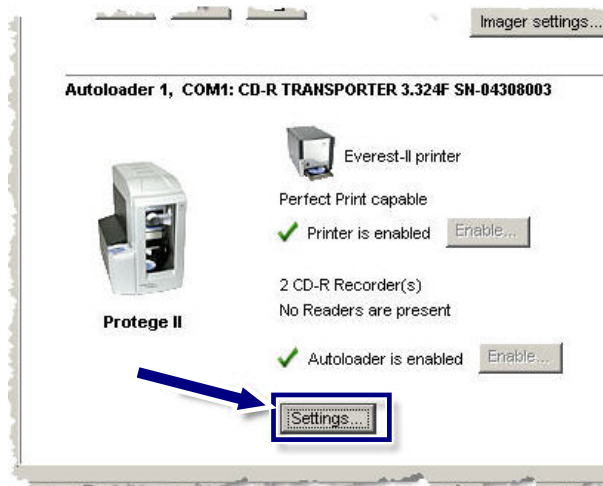 Imager settings...
Autoloader 1, COM1: CD-R TRANSPORTER 3.324F SN-04308003
Everest-II printer
Perfect Print capable
Printer is enabled Enable...
2 CD-R Recorder(s)
No Readers are present
Protege II
Autoloader is enabled Enable...
Settings...